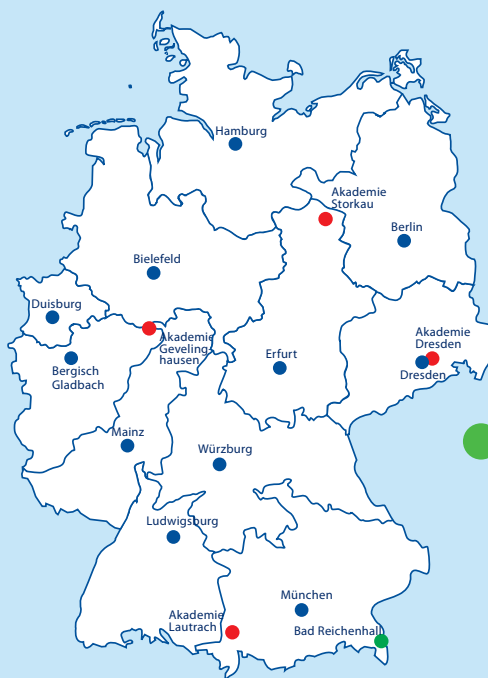 Hamburg
Akademie
Storkau
Berlin
Bielefeld
Duisburg
Akademie
Geveling-
hausen
Akademie
Dresden
Dresden
Erfurt
Bergisch
Gladbach
Mainz
Würzburg
Ludwigsburg
München
Akademie
Lautrach
Bad Reichenhall